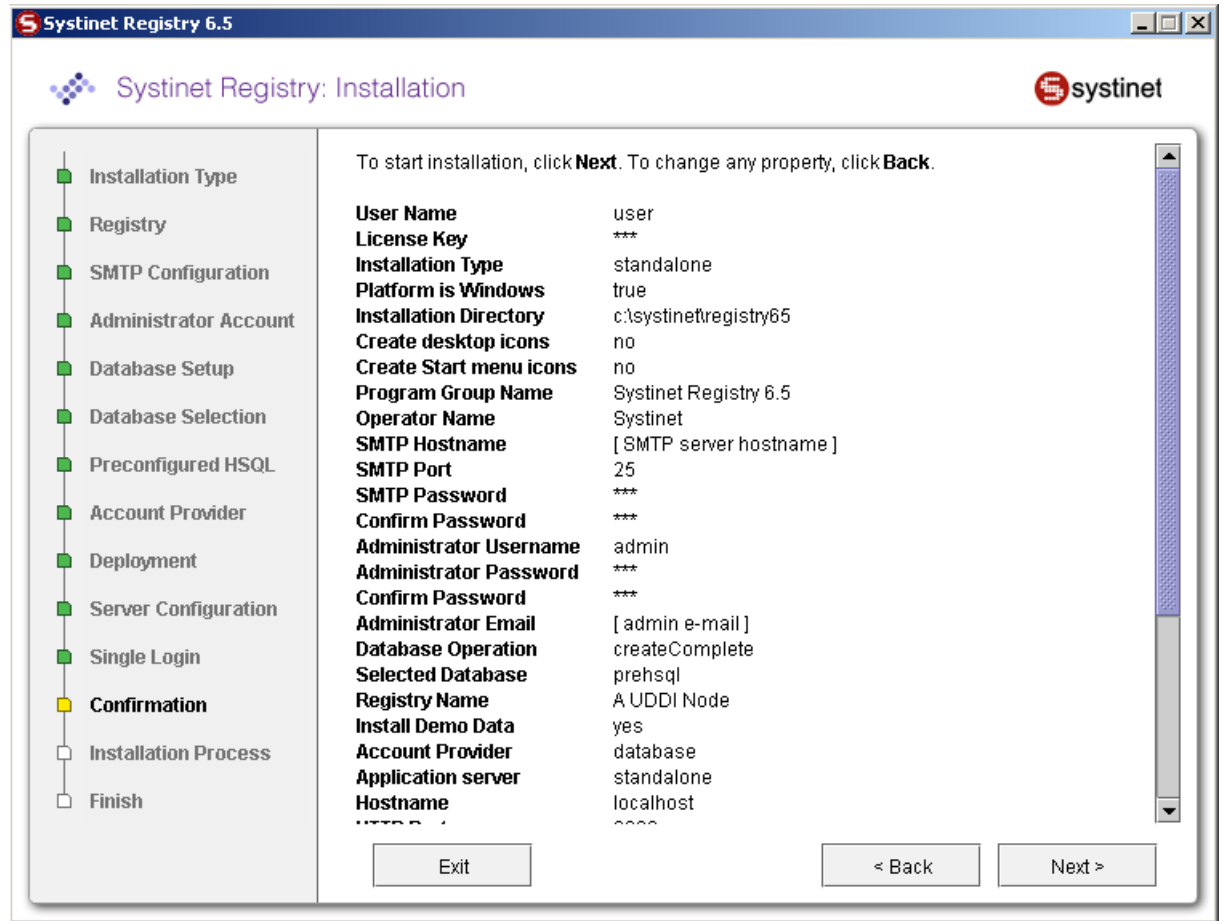 Systinet Registry 6.5
Systinet Registry: Installation
systinet
Installation Type
Registry
SMTP Configuration
Administrator Account
Database Setup
Database Selection
Preconfigured HSQL
Account Provider
Deployment
Server Configuration
Single Login
Confirmation
Installation Process
Finish
To start installation, click Next. To change any property, click Back.
User Name user
License Key ***
Installation Type standalone
Platform is Windows true
Installation Directory c:\systinet\registry65
Create desktop icons no
Create Start menu icons no
Program Group Name Systinet Registry 6.5
Operator Name Systinet
SMTP Hostname [ SMTP server hostname ]
SMTP Port 25
SMTP Password ***
Confirm Password ***
Administrator Username admin
Administrator Password ***
Confirm Password ***
Administrator Email [ admin e-mail ]
Database Operation createComplete
Selected Database prehsql
Registry Name A UDDI Node
Install Demo Data yes
Account Provider database
Application server standalone
Hostname localhost
Exit
< Back
Next >